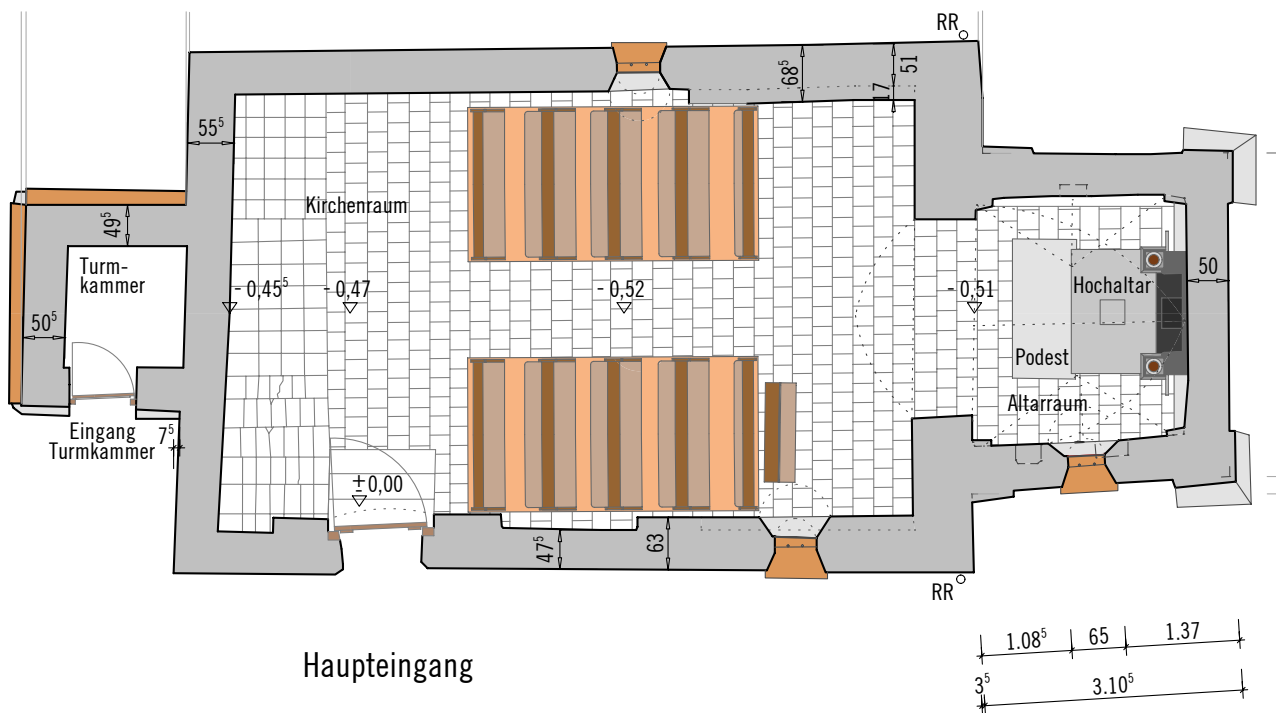 RR
51
68⁵
17
55⁵
Kirchenraum
49⁵
Turm-
kammer
- 0,45⁵
- 0,47
- 0,52
- 0,51
Hochaltar
50
50⁵
Podest
Altarraum
Eingang
Turmkammer
7⁵
±0,00
47⁵
63
RR
1.08⁵
65
1.37
Haupteingang
3⁵
3.10⁵